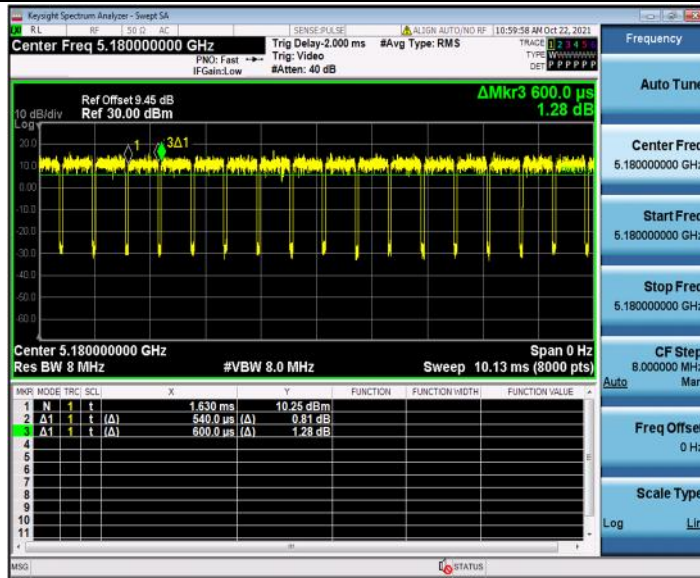 Keysight Spectrum Analyzer - Swept SA
RL RF 50 Ω AC SENSE:PULSE ALIGN AUTO/NO RF 10:59:58 AM Oct 22, 2021
Center Freq 5.180000000 GHz
PNO: Fast
IFGain:Low
Trig Delay-2.000 ms
Trig: Video
#Atten: 40 dB
#Avg Type: RMS
TRACE 1 2 3 4 5 6
TYPE WWWWWW
DET P P P P P P
Ref Offset 9.45 dB
Ref 30.00 dBm
10 dB/div
Log
ΔMkr3 600.0 µs
1.28 dB
20.0
10.0
0.00
-10.0
-20.0
-30.0
-40.0
-50.0
-60.0
1
3Δ1
Center 5.180000000 GHz Span 0 Hz
Res BW 8 MHz #VBW 8.0 MHz Sweep 10.13 ms (8000 pts)
MKR MODE TRC SCL X Y FUNCTION FUNCTION WIDTH FUNCTION VALUE
1 N 1 t 1.630 ms 10.25 dBm
2 Δ1 1 t (Δ) 540.0 µs (Δ) 0.81 dB
3 Δ1 1 t (Δ) 600.0 µs (Δ) 1.28 dB
4
5
6
7
8
9
10
11
MSG STATUS
Frequency
Auto Tune
Center Freq
5.180000000 GHz
Start Freq
5.180000000 GHz
Stop Freq
5.180000000 GHz
CF Step
8.000000 MHz
Auto Man
Freq Offset
0 Hz
Scale Type
Log Lin